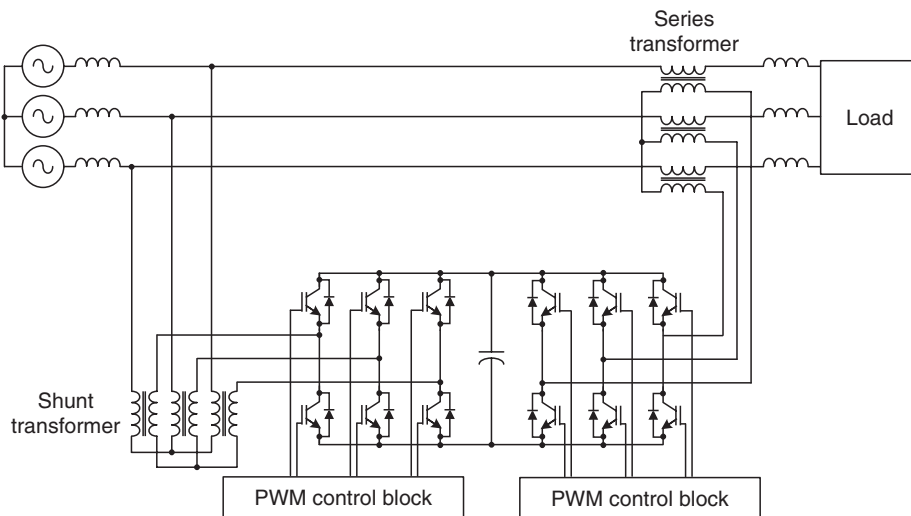 Series
transformer
Load
Shunt
transformer
PWM control block
PWM control block